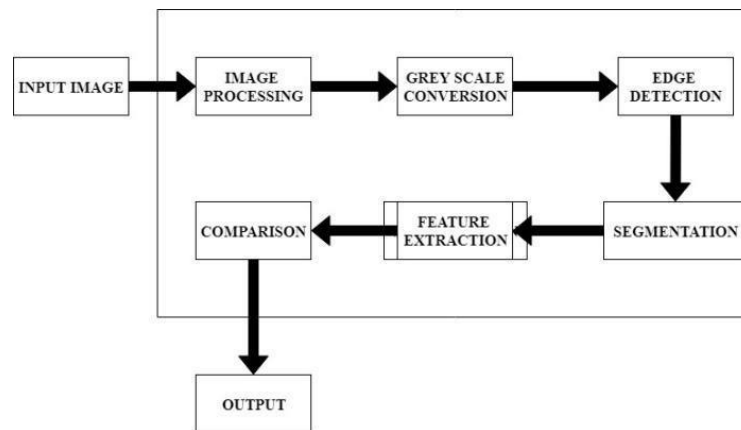 INPUT IMAGE
IMAGE
PROCESSING
GREY SCALE
CONVERSION
EDGE
DETECTION
SEGMENTATION
FEATURE
EXTRACTION
COMPARISON
OUTPUT